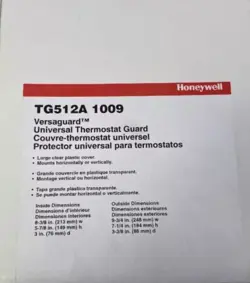 Honeywell
TG512A 1009
Versaguard™
Universal Thermostat Guard
Couvre-thermostat universel
Protector universal para termostatos
• Large clear plastic cover
• Mounts horizontally or vertically.
• Grande couvercle en plastique transparent.
• Montage vertical ou horizontal.
• Tapa grande plástica transparente.
• Se puede montar horizontal o verticalmente.
Inside Dimensions
Dimensions d'intérieur
Dimensiones interiores
8-3/8 in. (213 mm) w
5-7/8 in. (149 mm) h
3 in. (76 mm) d
Outside Dimensions
Dimensions extérieures
Dimensiones exteriores
9-3/4 in. (248 mm) w
7-1/4 in. (184 mm) h
3-3/8 in. (86 mm) d